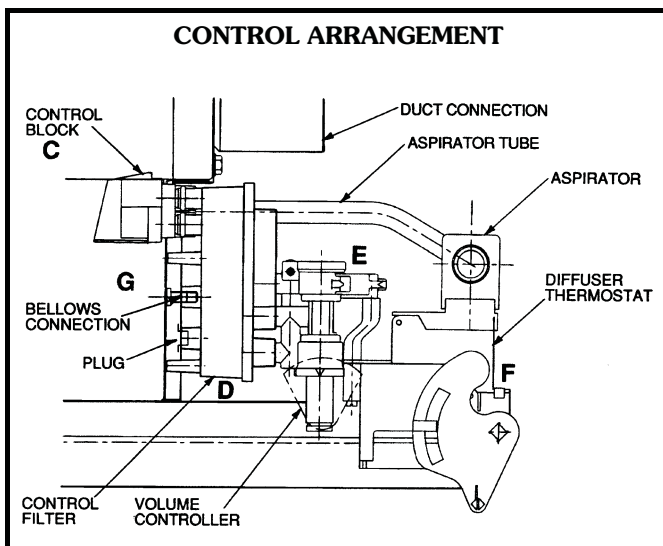 CONTROL ARRANGEMENT
CONTROL
BLOCK
C
DUCT CONNECTION
ASPIRATOR TUBE
ASPIRATOR
E
G
BELLOWS
CONNECTION
DIFFUSER
THERMOSTAT
PLUG
D
F
CONTROL
FILTER
VOLUME
CONTROLLER